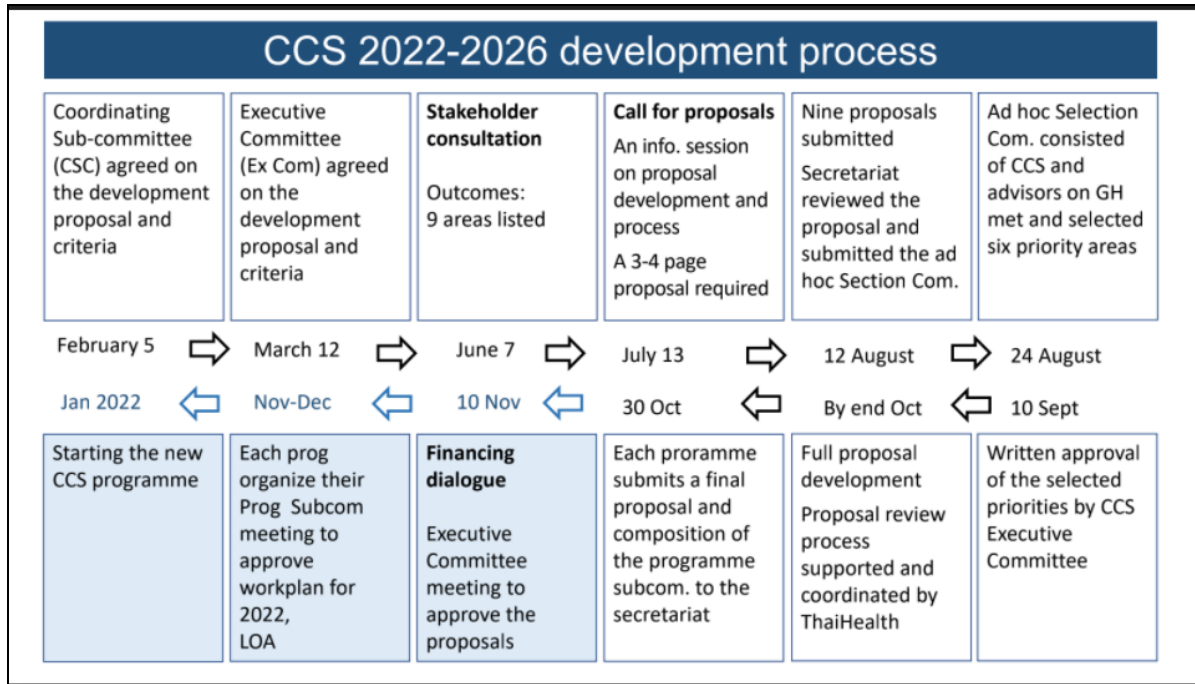 CCS 2022-2026 development process
Coordinating
Sub-committee
(CSC) agreed on
the development
proposal and
criteria
Executive
Committee
(Ex Com) agreed
on the
development
proposal and
criteria
Stakeholder
consultation
Outcomes:
9 areas listed
Call for proposals
An info. session
on proposal
development and
process
A 3-4 page
proposal required
Nine proposals
submitted
Secretariat
reviewed the
proposal and
submitted the ad
hoc Section Com.
Ad hoc Selection
Com. consisted
of CCS and
advisors on GH
met and selected
six priority areas
February 5
March 12
June 7
July 13
12 August
24 August
Jan 2022
Nov-Dec
10 Nov
30 Oct
By end Oct
10 Sept
Starting the new
CCS programme
Each prog
organize their
Prog Subcom
meeting to
approve
workplan for
2022,
LOA
Financing
dialogue
Executive
Committee
meeting to
approve the
proposals
Each proramme
submits a final
proposal and
composition of
the programme
subcom. to the
secretariat
Full proposal
development
Proposal review
process
supported and
coordinated by
ThaiHealth
Written approval
of the selected
priorities by CCS
Executive
Committee